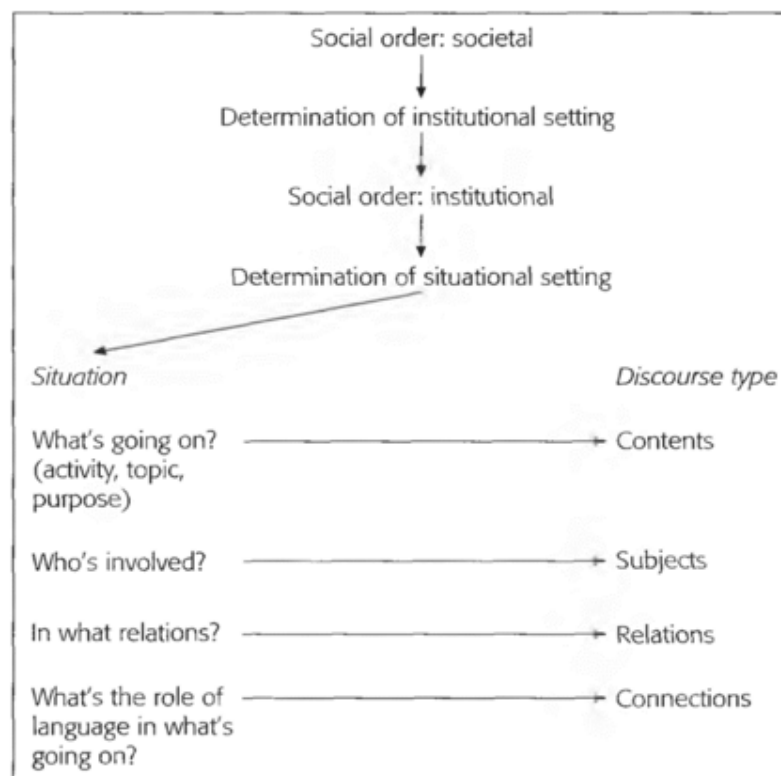 Social order: societal
Determination of institutional setting
Social order: institutional
Determination of situational setting
Situation
Discourse type
What's going on?
(activity, topic,
purpose)
Contents
Who's involved?
Subjects
In what relations?
Relations
What's the role of
language in what's
going on?
Connections